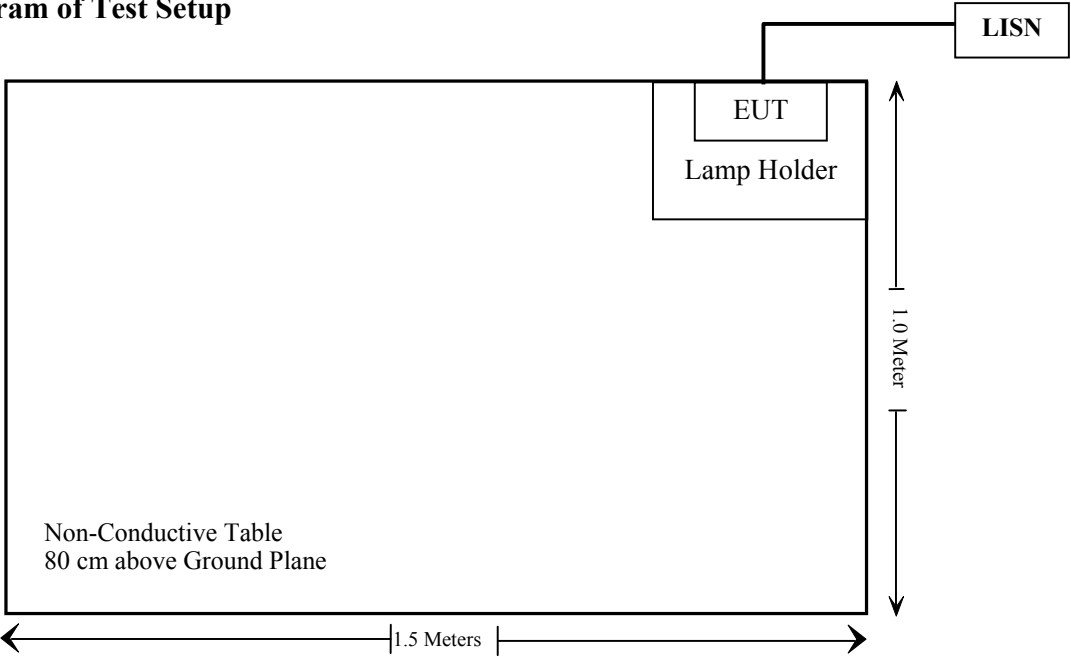 ram of Test Setup
LISN
EUT
Lamp Holder
1.0 Meter
Non-Conductive Table
80 cm above Ground Plane
1.5 Meters